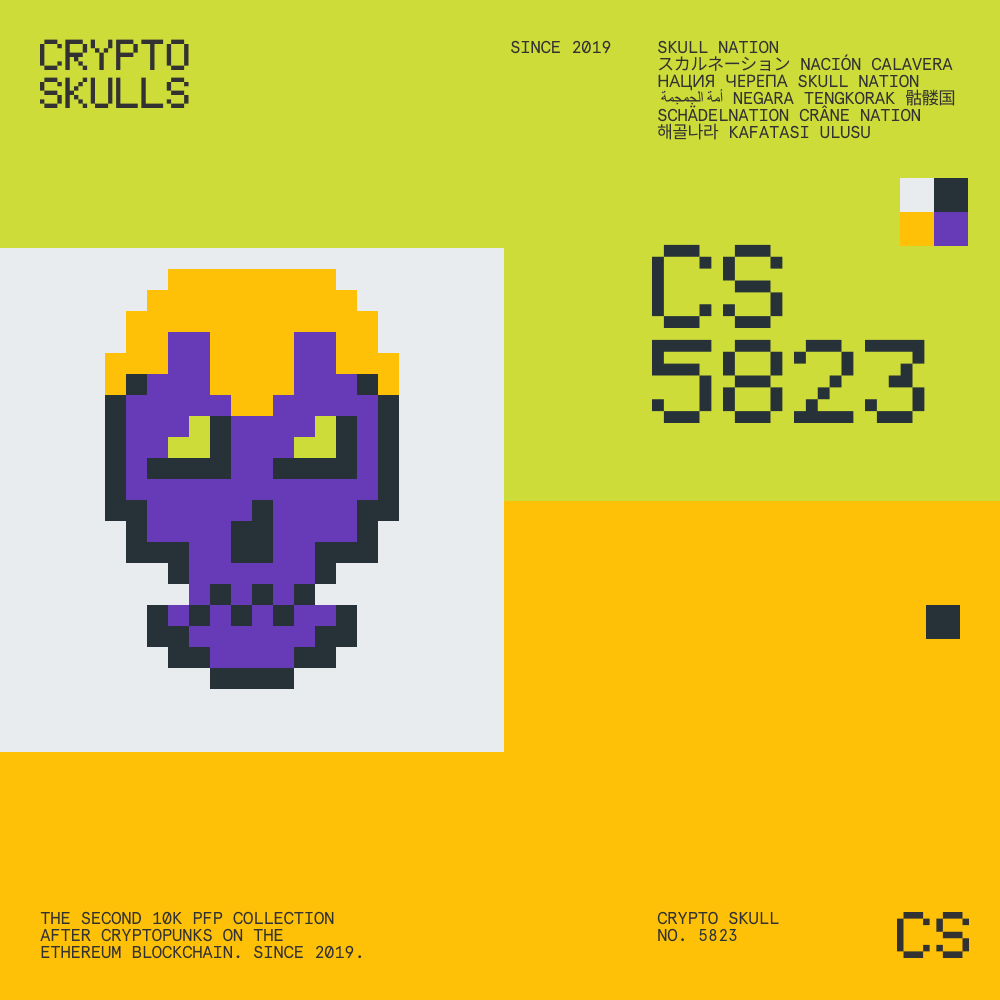 CRYPTO
SKULLS
SINCE 2019
SKULL NATION
スカルネーション NACIÓN CALAVERA
НАЦИЯ ЧЕРЕПА SKULL NATION
أمة الجمجمة NEGARA TENGKORAK 骷髅国
SCHÄDELNATION CRÂNE NATION
해골나라 KAFATASI ULUSU
CS
5823
THE SECOND 10K PFP COLLECTION
AFTER CRYPTOPUNKS ON THE
ETHEREUM BLOCKCHAIN. SINCE 2019.
CRYPTO SKULL
NO. 5823
CS